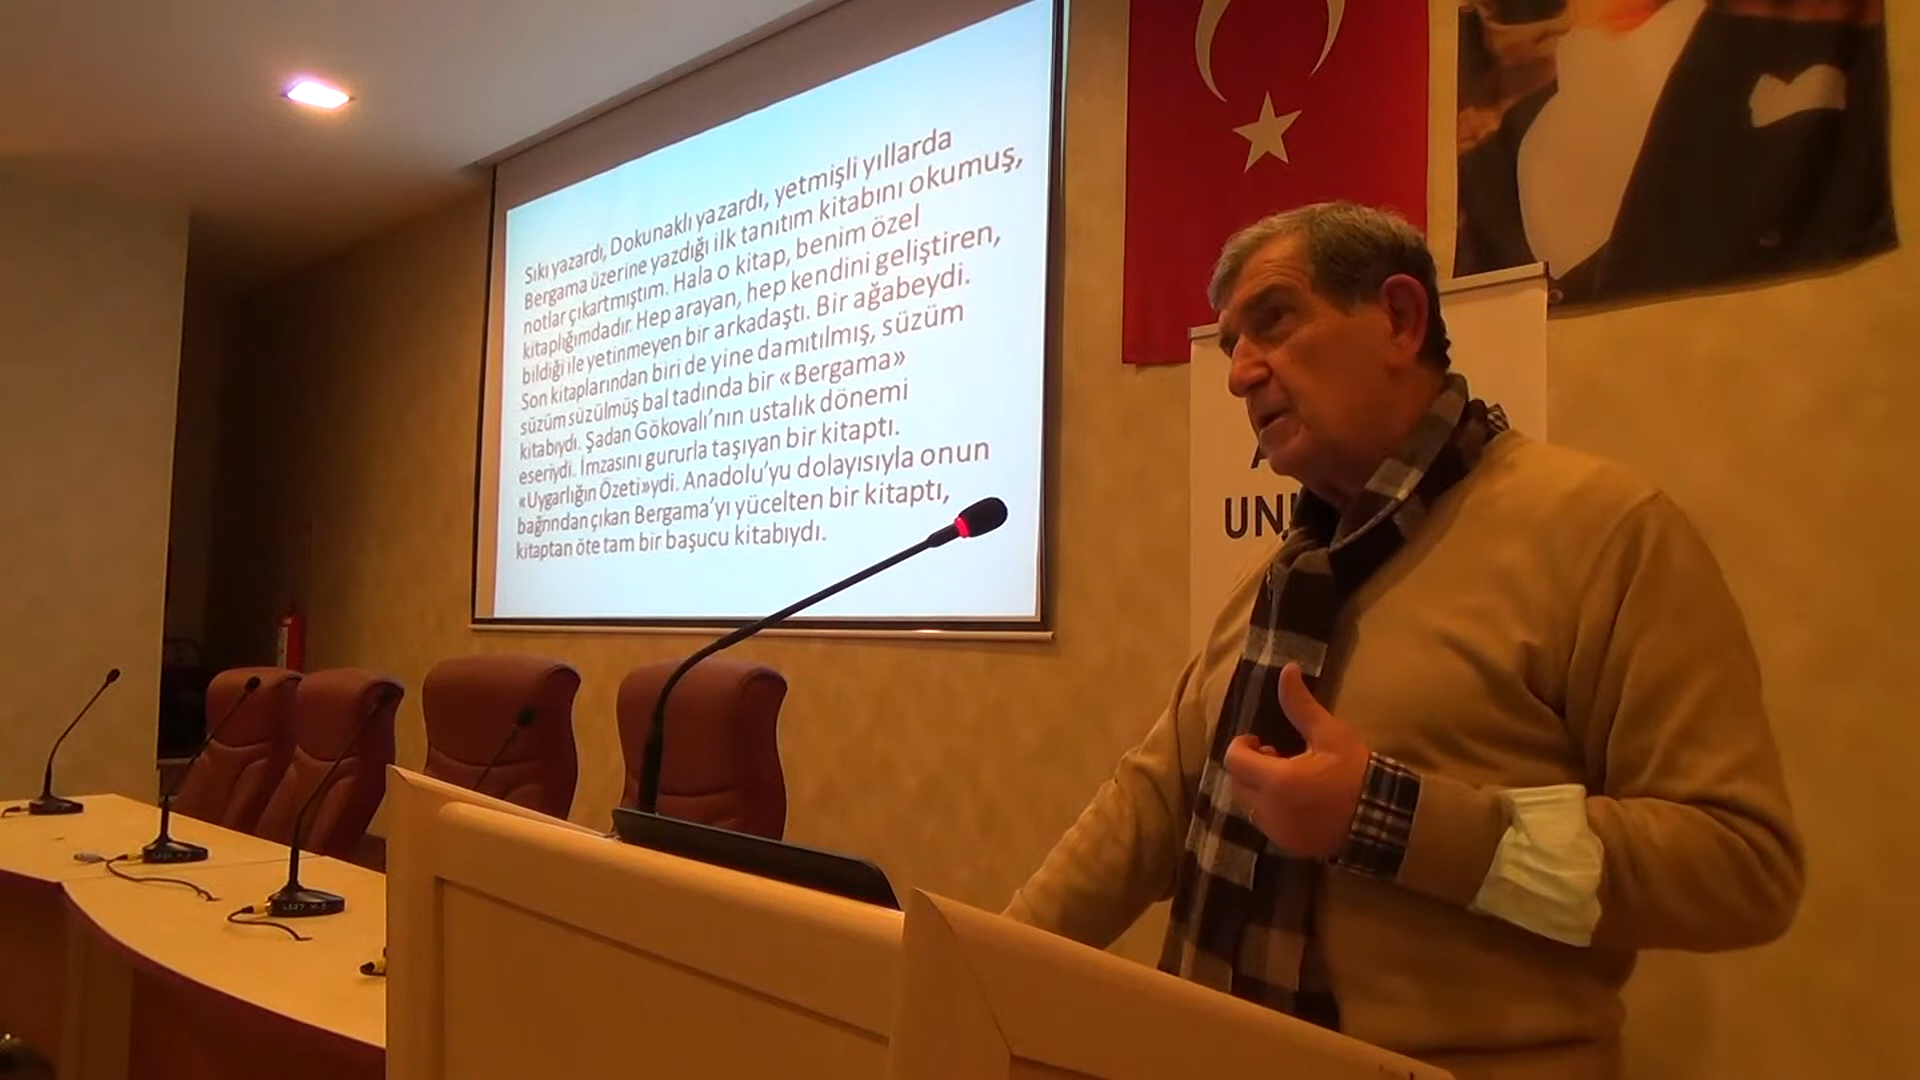 Sıkı yazardı, Dokunaklı yazardı, yetmişli yıllarda
Bergama üzerine yazdığı ilk tanıtım kitabını okumuş,
notlar çıkartmıştım. Hala o kitap, benim özel
kitaplığımdadır. Hep arayan, hep kendini geliştiren,
bildiği ile yetinmeyen bir arkadaştı. Bir ağabeydi.
Son kitaplarından biri de yine damıtılmış, süzüm
süzüm süzülmüş bal tadında bir «Bergama»
kitabıydı. Şadan Gökovalı’nın ustalık dönemi
eseriydi. İmzasını gururla taşıyan bir kitaptı.
«Uygarlığın Özeti»ydi. Anadolu’yu dolayısıyla onun
bağrından çıkan Bergama’yı yücelten bir kitaptı,
kitaptan öte tam bir başucu kitabıydı.